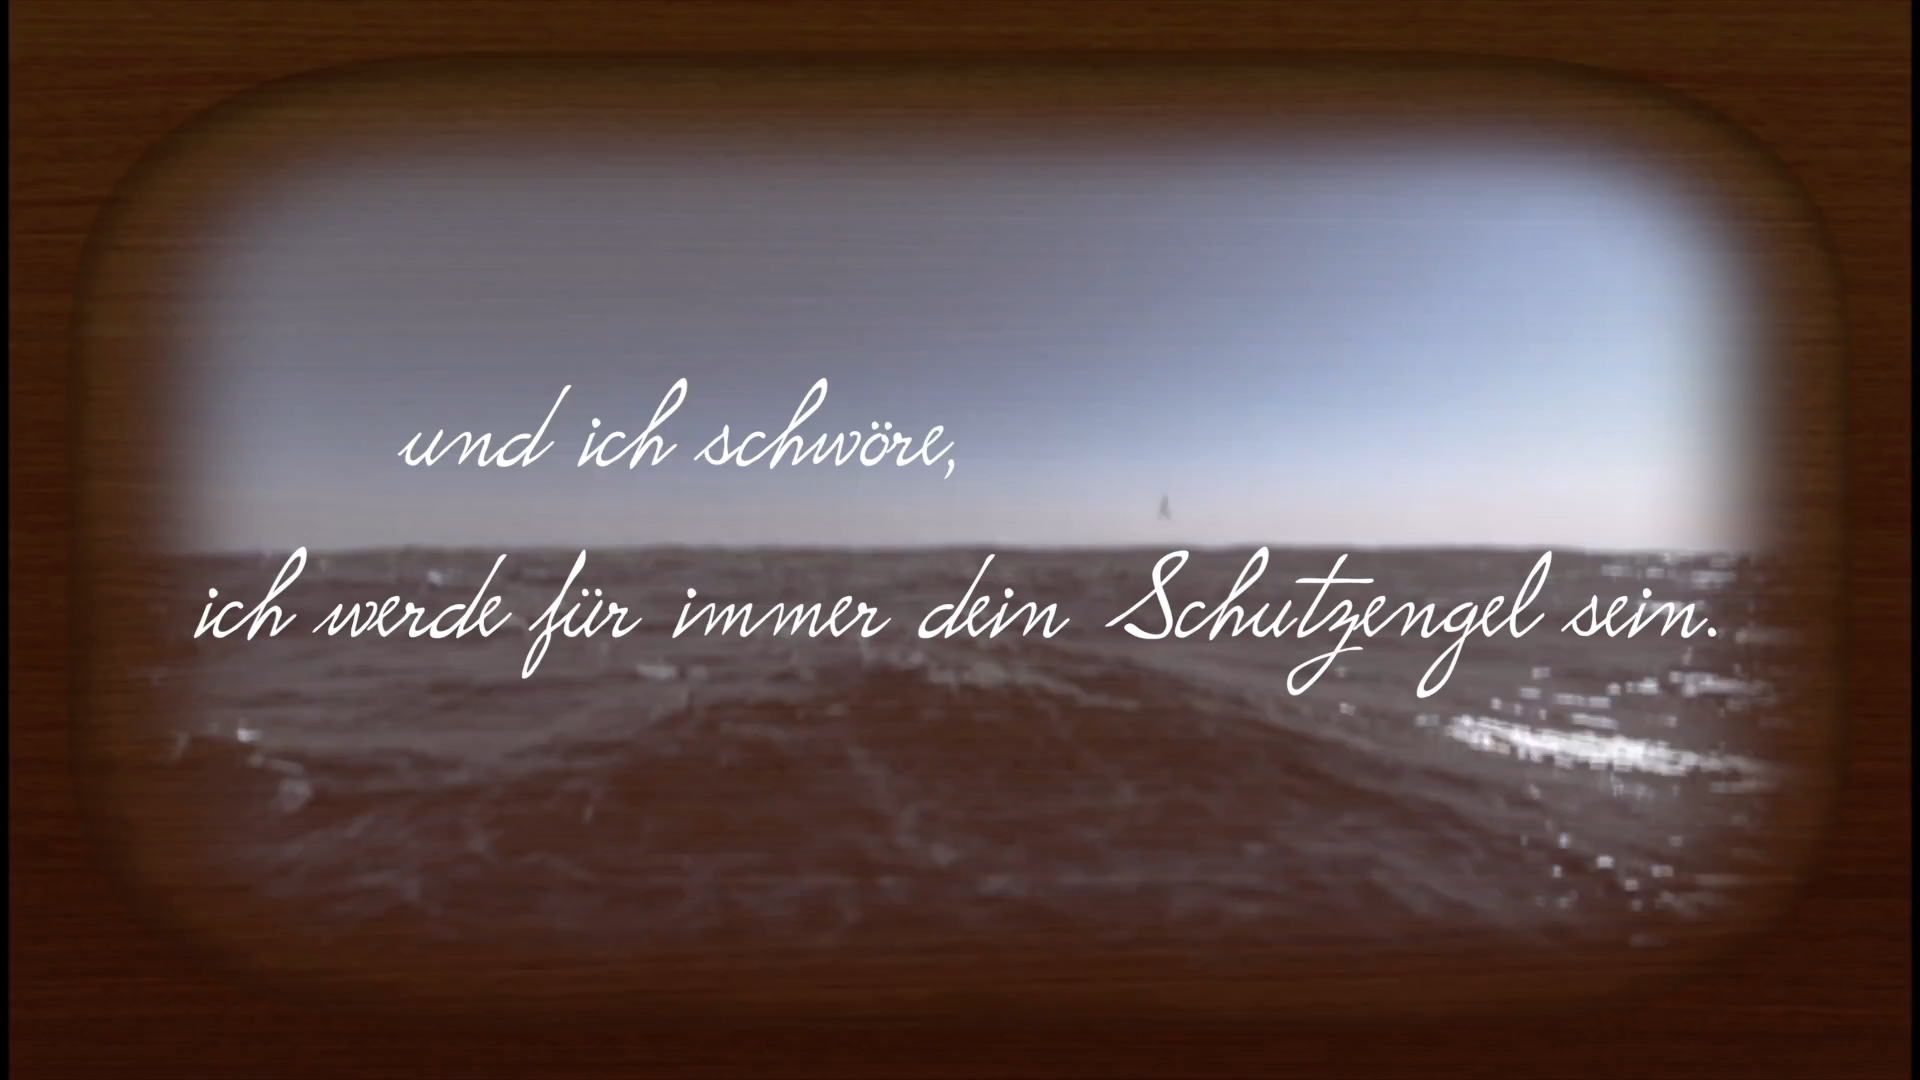 und ich schwöre,
ich werde für immer dein Schutzengel sein.